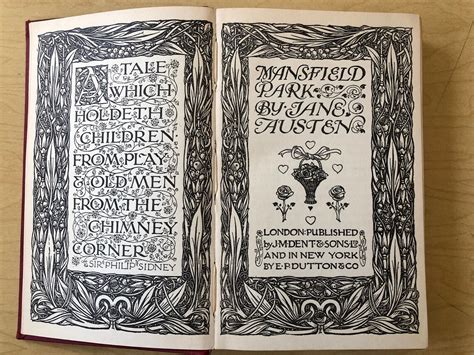 A TALE
WHICH
HOLDETH
CHILDREN
FROM PLAY
& OLD MEN
FROM THE
CHIMNEY
CORNER
SIR PHILIP SIDNEY
MANSFIELD
PARK
BY JANE
AUSTEN
LONDON: PUBLISHED
by J.M. DENT & SONS LTD
AND IN NEW YORK
BY E.P. DUTTON & CO